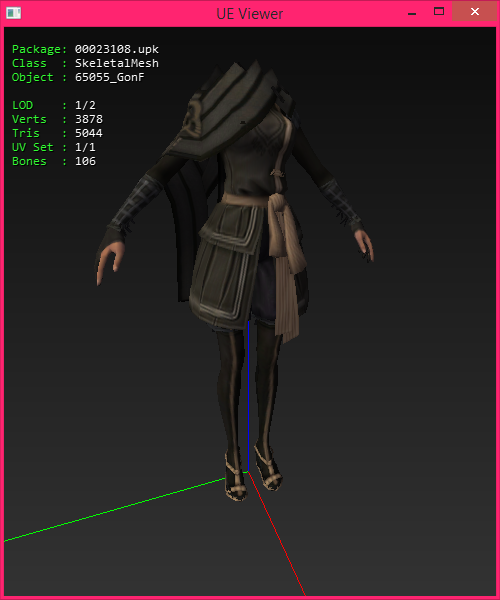 UE Viewer
Package: 00023108.upk
Class : SkeletalMesh
Object : 65055_GonF
LOD : 1/2
Verts : 3878
Tris : 5044
UV Set : 1/1
Bones : 106